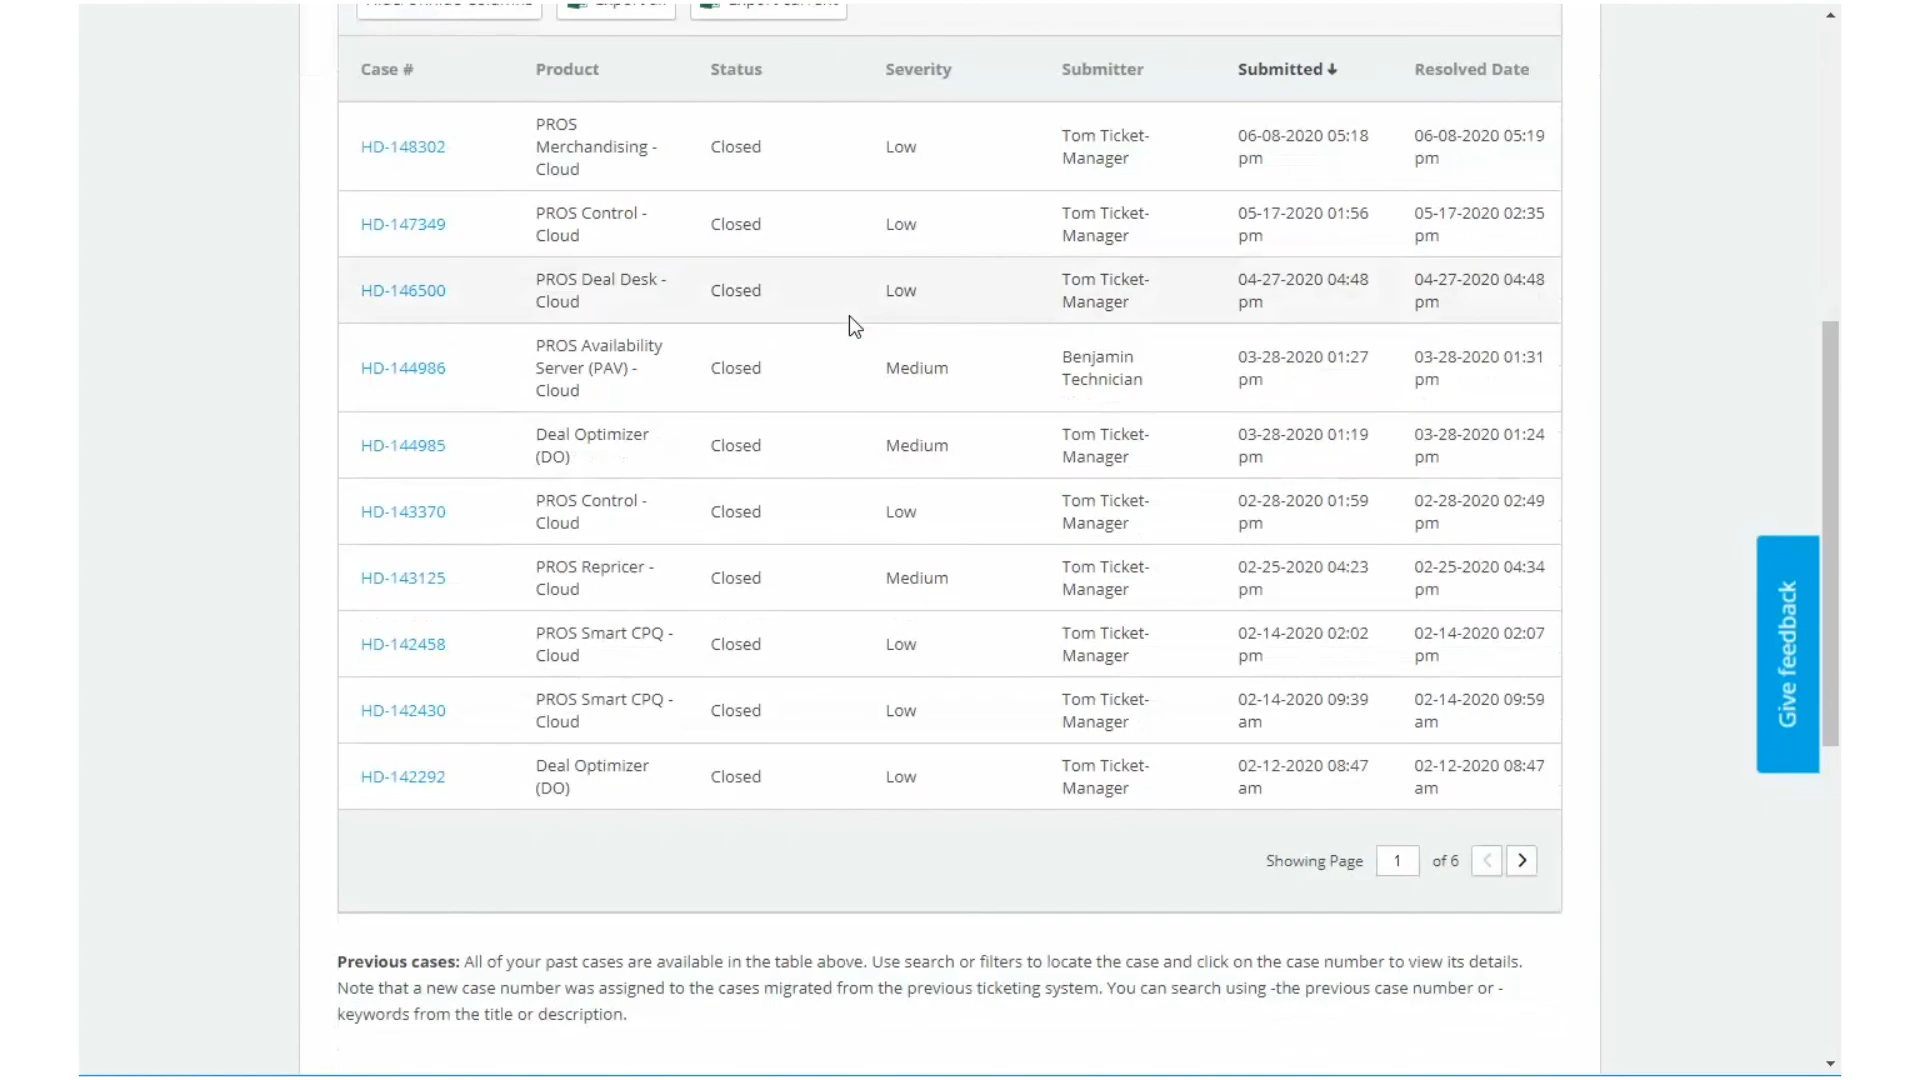 Case # Product Status Severity Submitter Submitted Resolved Date
PROS
Merchandising -
Cloud
HD-148302 Closed Low
Tom Ticket-
Manager
06-08-2020 05:18
pm
06-08-2020 05:19
pm
HD-147349
PROS Control -
Cloud
Closed
Low
Tom Ticket-
Manager
05-17-2020 01:56
pm
05-17-2020 02:35
pm
HD-146500
PROS Deal Desk -
Cloud
Closed
Low
Tom Ticket-
Manager
04-27-2020 04:48
pm
04-27-2020 04:48
pm
HD-144986
PROS Availability
Server (PAV) -
Cloud
Closed
Medium
Benjamin
Technician
03-28-2020 01:27
pm
03-28-2020 01:31
pm
HD-144985
Deal Optimizer
(DO)
Closed
Medium
Tom Ticket-
Manager
03-28-2020 01:19
pm
03-28-2020 01:24
pm
HD-143370
PROS Control -
Cloud
Closed
Low
Tom Ticket-
Manager
02-28-2020 01:59
pm
02-28-2020 02:49
pm
HD-143125
PROS Repricer -
Cloud
Closed
Medium
Tom Ticket-
Manager
02-25-2020 04:23
pm
02-25-2020 04:34
pm
HD-142458
PROS Smart CPQ -
Cloud
Closed
Low
Tom Ticket-
Manager
02-14-2020 02:02
pm
02-14-2020 02:07
pm
HD-142430
PROS Smart CPQ -
Cloud
Closed
Low
Tom Ticket-
Manager
02-14-2020 09:39
am
02-14-2020 09:59
am
HD-142292
Deal Optimizer
(DO)
Closed
Low
Tom Ticket-
Manager
02-12-2020 08:47
am
02-12-2020 08:47
am
Showing Page 1 of 6
Give feedback
Previous cases: All of your past cases are available in the table above. Use search or filters to locate the case and click on the case number to view its details.
Note that a new case number was assigned to the cases migrated from the previous ticketing system. You can search using -the previous case number or -
keywords from the title or description.